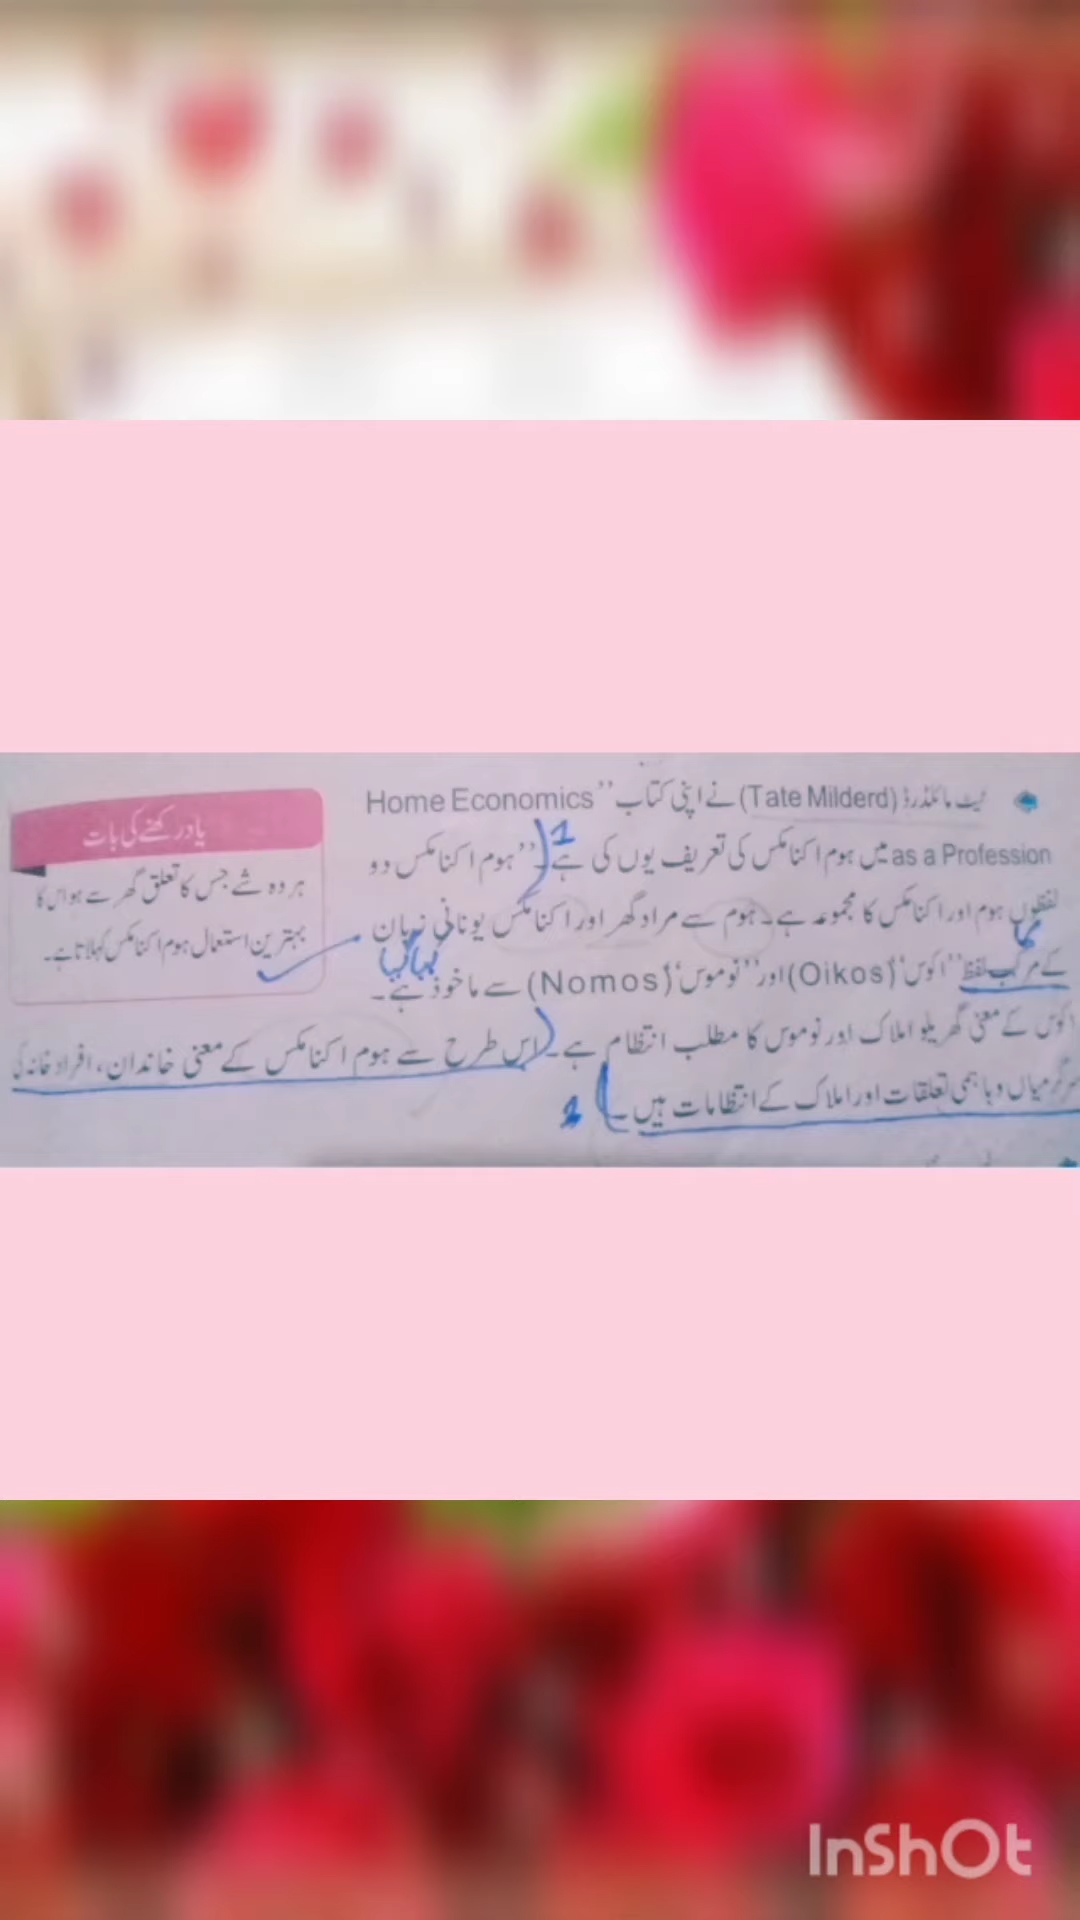 ٹیٹ مائلڈرڈ (Tate Milderd) نے اپنی کتاب ”Home Economics
as a Profession میں ہوم اکنامکس کی تعریف یوں کی ہے۔ ”ہوم اکنامکس دو
1
لفظوں ہوم اور اکنامکس کا مجموعہ ہے۔ ہوم سے مراد گھر اور اکنامکس یونانی زبان
کے مرکب لفظ ”اکوس“ (Oikos) اور ”نوموس“ (Nomos) سے ماخوذ ہے۔
اکوس کے معنی گھریلو املاک اور نوموس کا مطلب انتظام ہے۔ اس طرح سے ہوم اکنامکس کے معنی خاندان، افراد خانہ کی
سرگرمیاں وباہمی تعلقات اور املاک کے انتظامات ہیں۔
یاد رکھنے کی بات
ہر وہ شے جس کا تعلق گھر سے ہو اس کا
بہترین استعمال ہوم اکنامکس کہلاتا ہے۔
InShOt